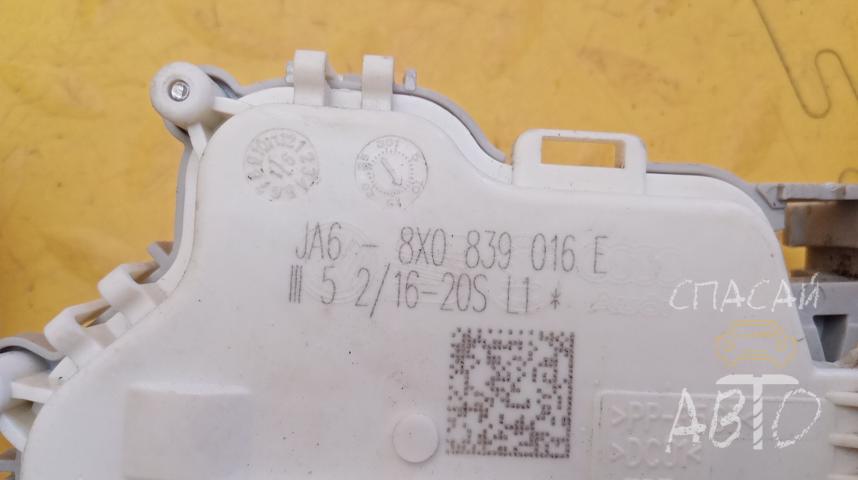 JA6 - 8X0 839 016 E
III 5 2/16-20S L1 *
СПАСАЙ
АВТО